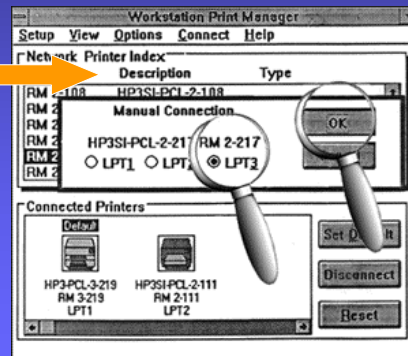 Workstation Print Manager
Setup View Options Connect Help
Network Printer Index
Description Type
RM 2-108 HP3SI-PCL-2-108
RM 2
RM 2
RM 2
RM 2
RM 2
Manual Connection
HP3SI-PCL-2-217 RM 2-217
LPT1 LPT LPT3
OK
Connected Printers
Default
HP3-PCL-3-219
RM 3-219
LPT1
HP3SI-PCL-2-111
RM 2-111
LPT2
Set D lt
Disconnect
Reset